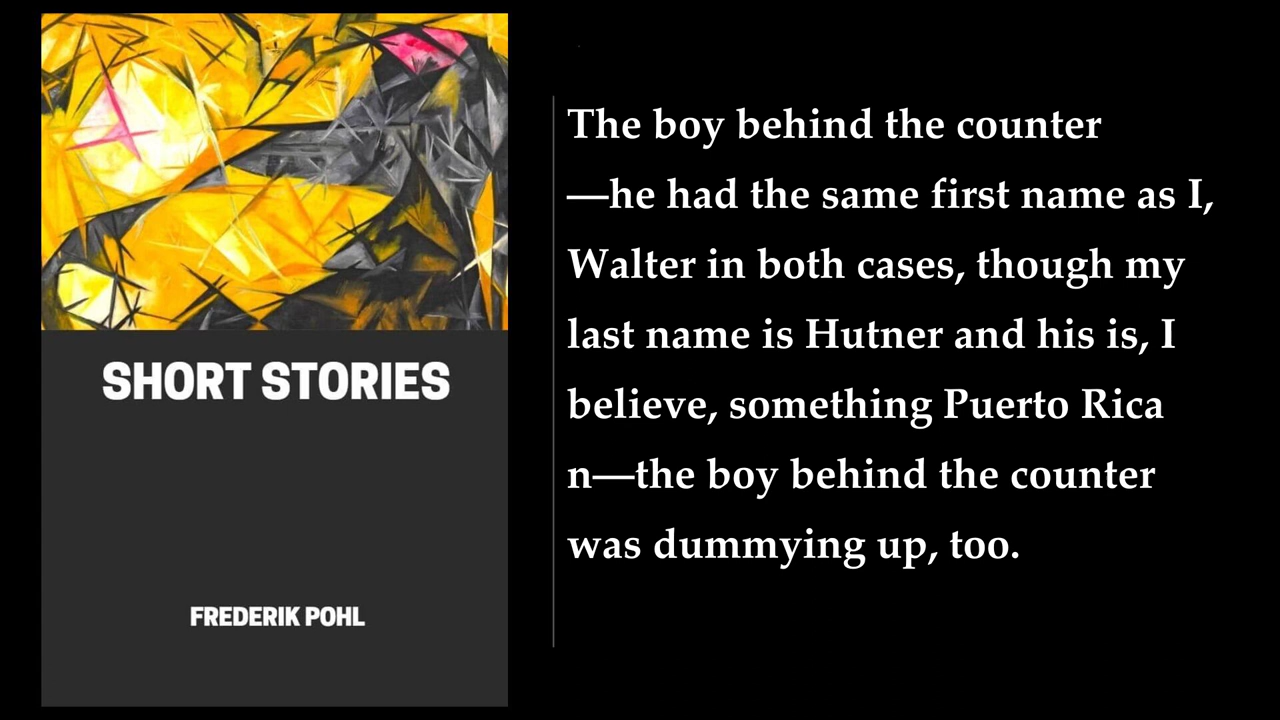 SHORT STORIES
FREDERIK POHL
The boy behind the counter
—he had the same first name as I,
Walter in both cases, though my
last name is Hutner and his is, I
believe, something Puerto Rica
n—the boy behind the counter
was dummying up, too.